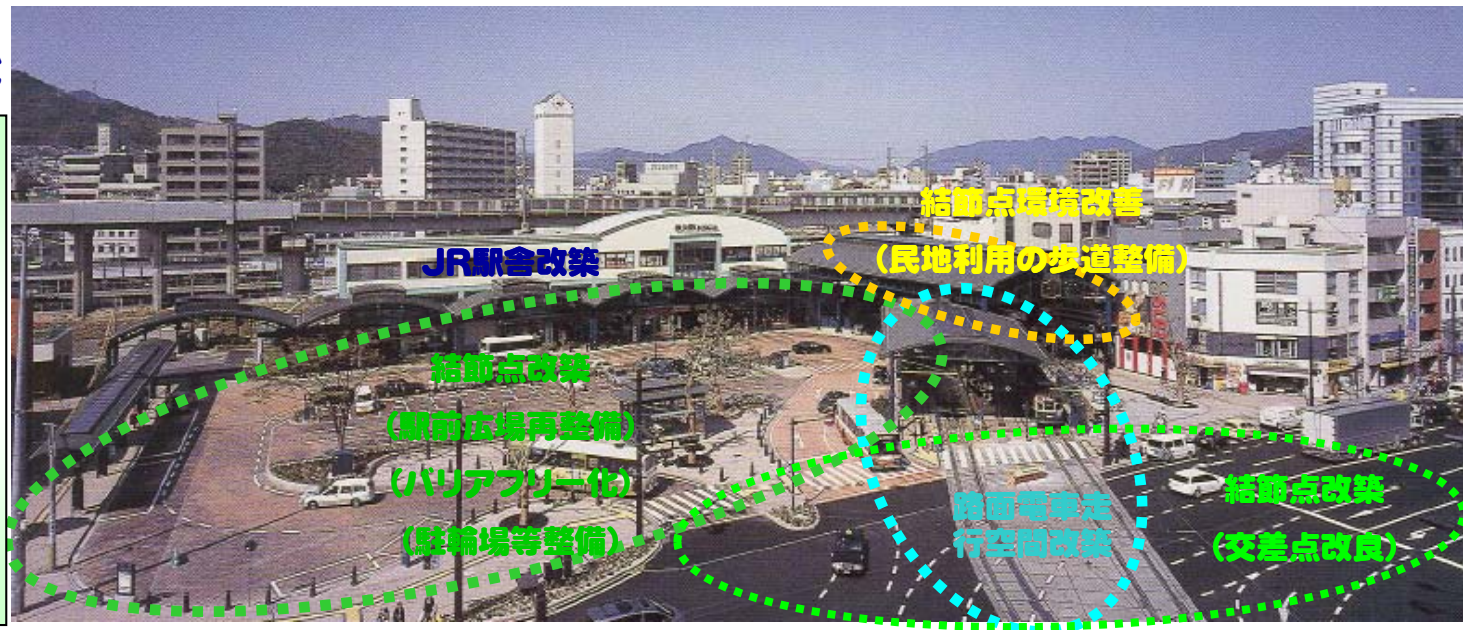 結節点環境改善
(民地利用の歩道整備)
JR駅舎改築
結節点改築
(駅前広場再整備)
(バリアフリー化)
(駐輪場等整備)
路面電車走
行空間改築
結節点改築
(交差点改良)